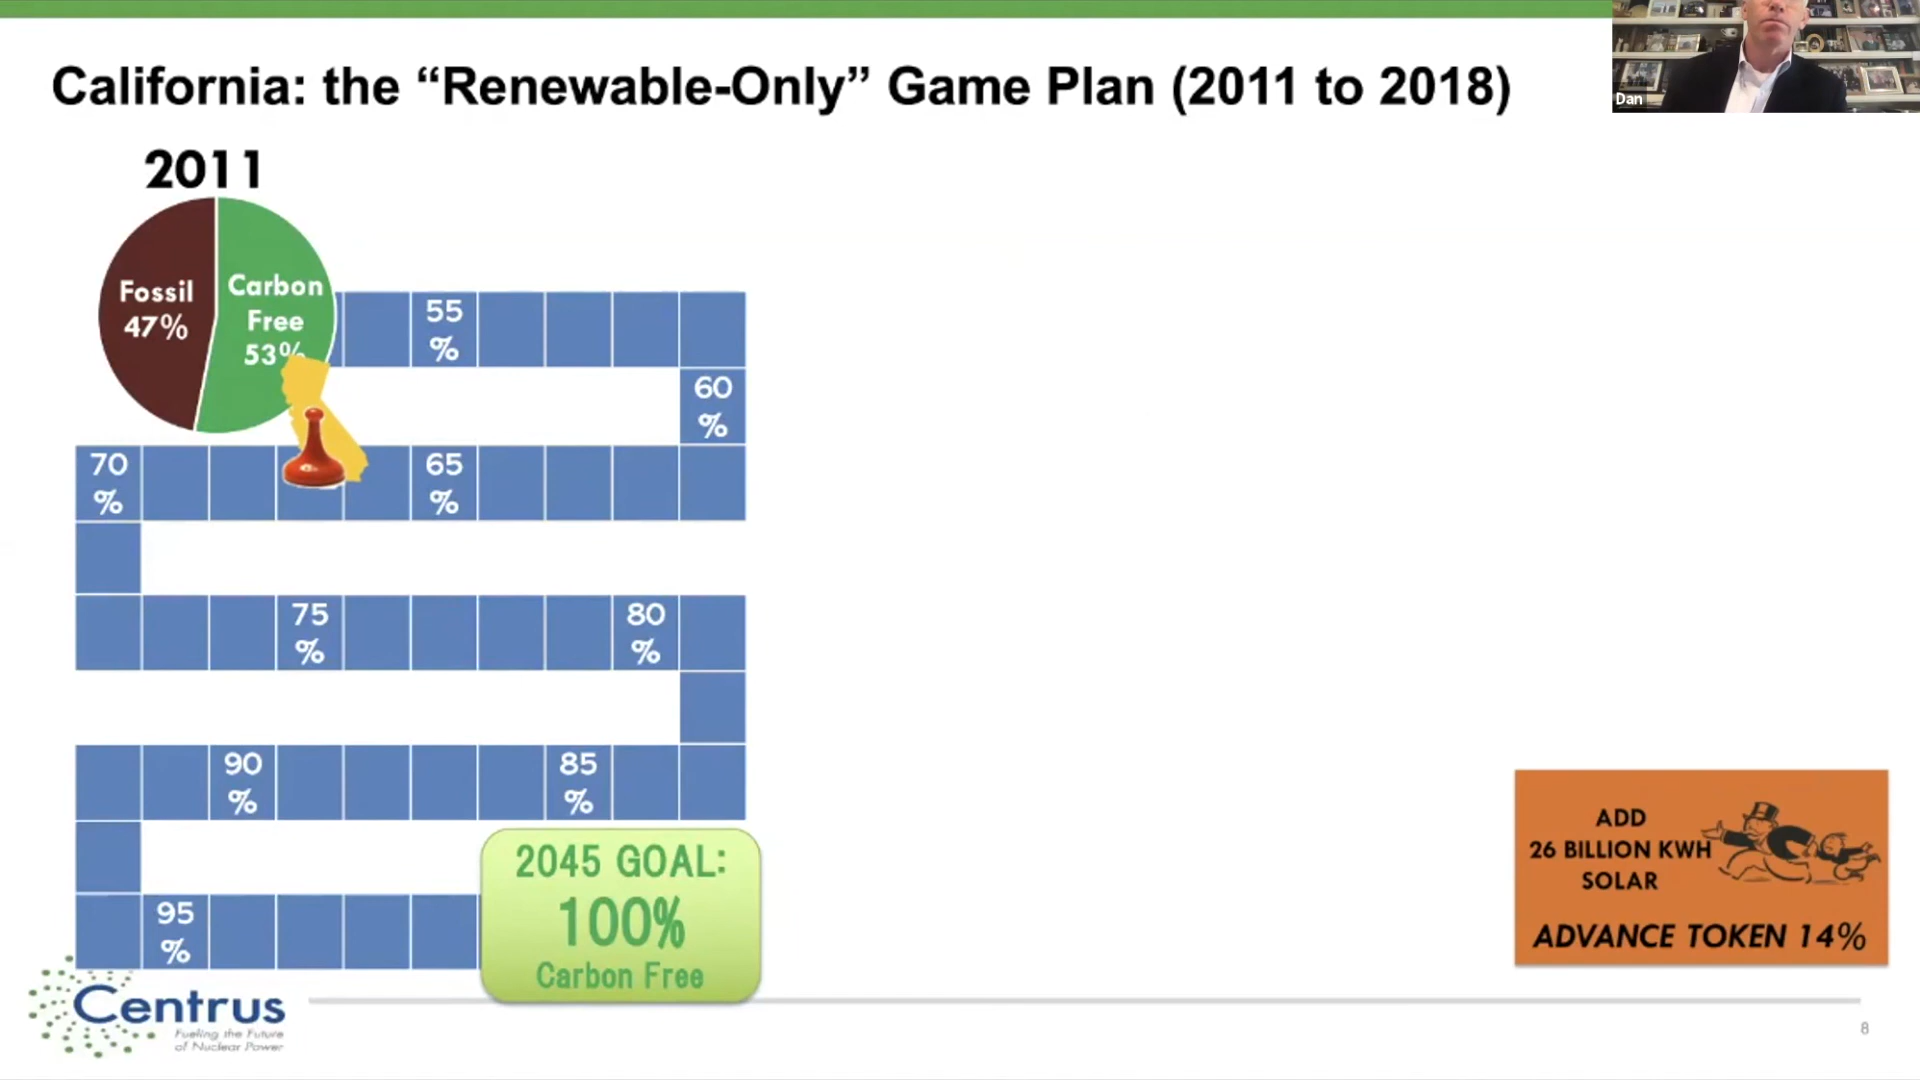 California: the “Renewable-Only” Game Plan (2011 to 2018)
Dan
2011
Fossil
47%
Carbon
Free
53%
55
%
60
%
70
%
65
%
75
%
80
%
90
%
85
%
95
%
2045 GOAL:
100%
Carbon Free
ADD
26 BILLION KWH
SOLAR
ADVANCE TOKEN 14%
Centrus
Fueling the Future
of Nuclear Power
8